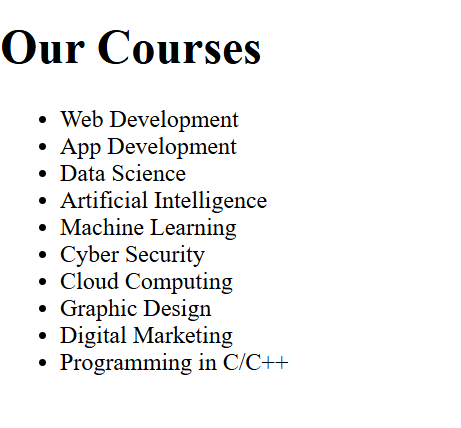 Our Courses
• Web Development
• App Development
• Data Science
• Artificial Intelligence
• Machine Learning
• Cyber Security
• Cloud Computing
• Graphic Design
• Digital Marketing
• Programming in C/C++